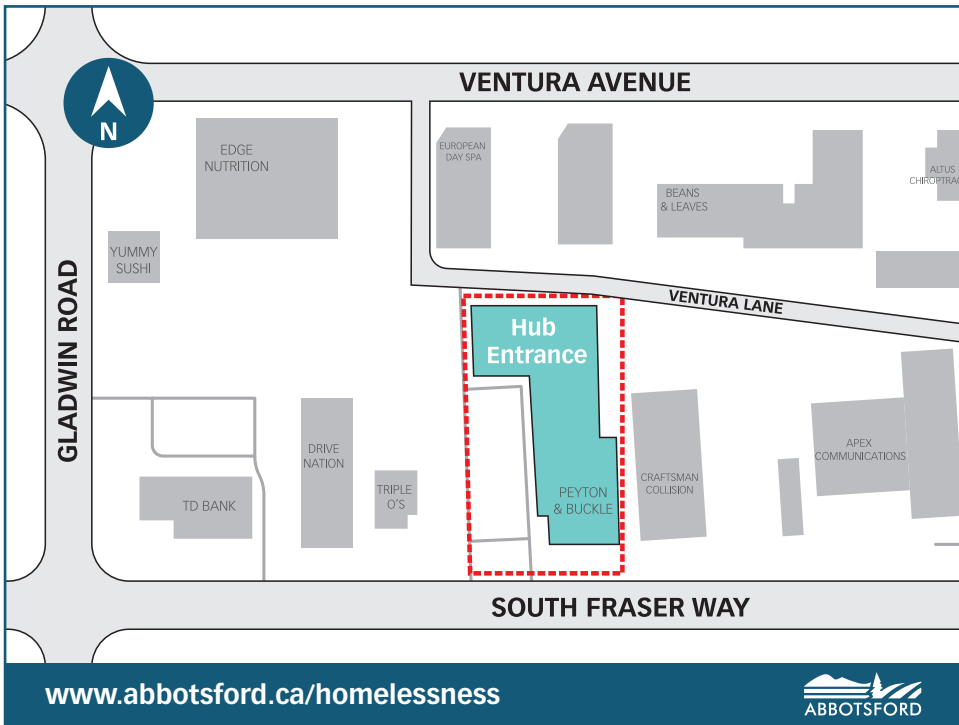 VENTURA AVENUE
N
EDGE
NUTRITION
EUROPEAN
DAY SPA
BEANS
& LEAVES
ALTUS
CHIROPTRAC
YUMMY
SUSHI
GLADWIN ROAD
VENTURA LANE
Hub
Entrance
DRIVE
NATION
TRIPLE
O'S
TD BANK
PEYTON
& BUCKLE
CRAFTSMAN
COLLISION
APEX
COMMUNICATIONS
SOUTH FRASER WAY
www.abbotsford.ca/homelessness
ABBOTSFORD